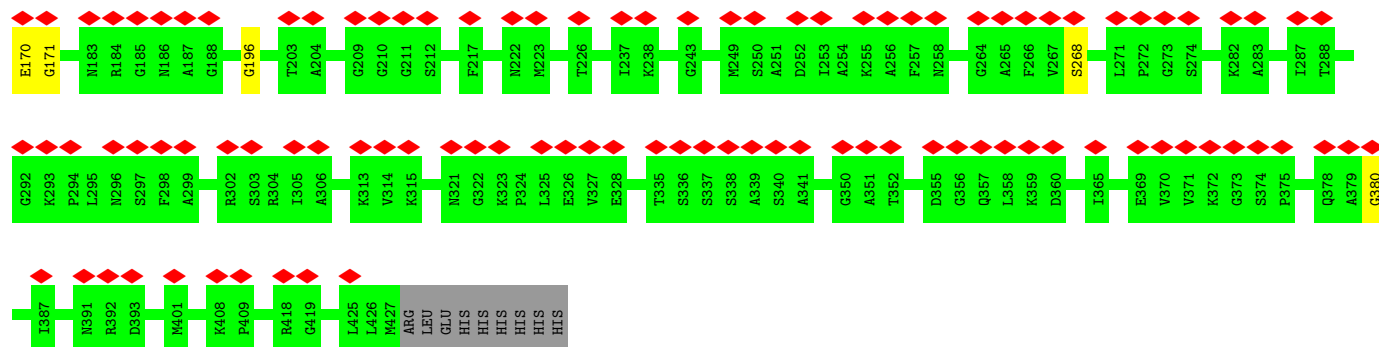 E170 G171 N183 R184 G185 N186 A187 G188 G196 T203 A204 G209 G210 G211 S212 F217 N222 M223 T226 I237 K238 G243 M249 S250 A251 D252 I253 A254 K255 A256 F257 N258 G264 A265 F266 V267 S268 L271 P272 G273 S274 K282 A283 I287 T288
G292 K293 P294 L295 N296 S297 F298 A299 R302 S303 R304 I305 A306 K313 V314 K315 N321 G322 K323 P324 L325 E326 V327 E328 T335 S336 S337 S338 A339 S340 A341 G350 A351 T352 D355 G356 Q357 L358 K359 D360 I365 E369 V370 V371 K372 G373 S374 P375 Q378 A379 G380
I387 N391 R392 D393 M401 K408 P409 R418 G419 L425 L426 M427 ARG LEU GLU HIS HIS HIS HIS HIS HIS